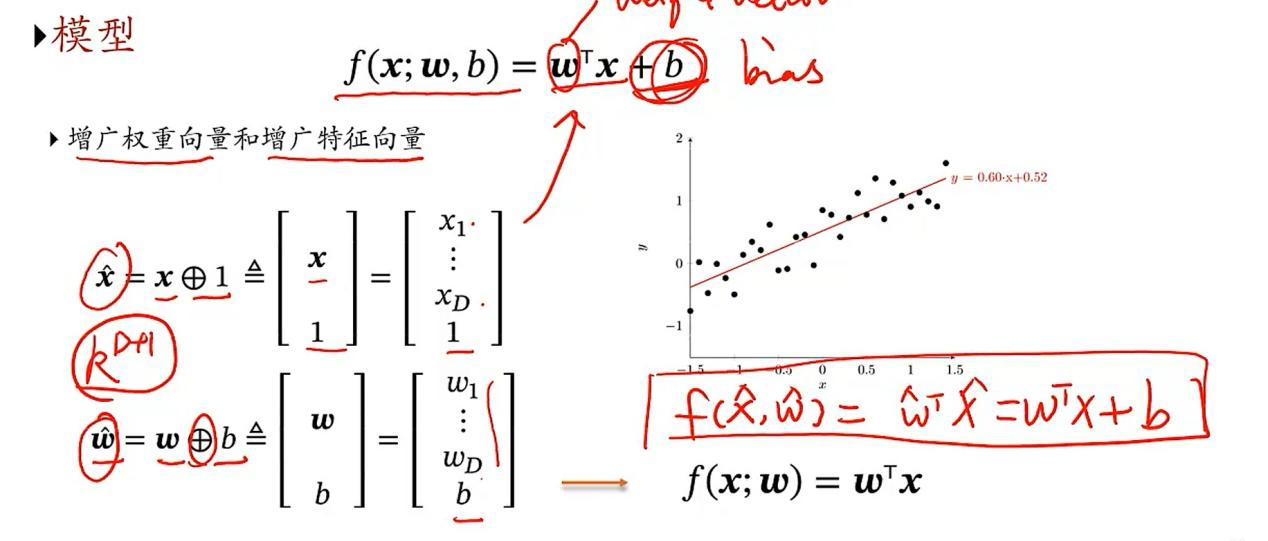 ▶模型
f(x; w, b) = wᵀx + b bias
▶ 增广权重向量和增广特征向量
x̂ = x ⊕ 1 ≜ [x 1] = [x₁ ⋮ x_D 1]
D+1
ŵ = w ⊕ b ≜ [w b] = [w₁ ⋮ w_D b]
2
1
0
−1
y
y = 0.60·x+0.52
−1.5 −1 −0.5 0 0.5 1 1.5
x
f(x̂, ŵ) = ŵᵀx̂ = wᵀx + b
f(x; w) = wᵀx